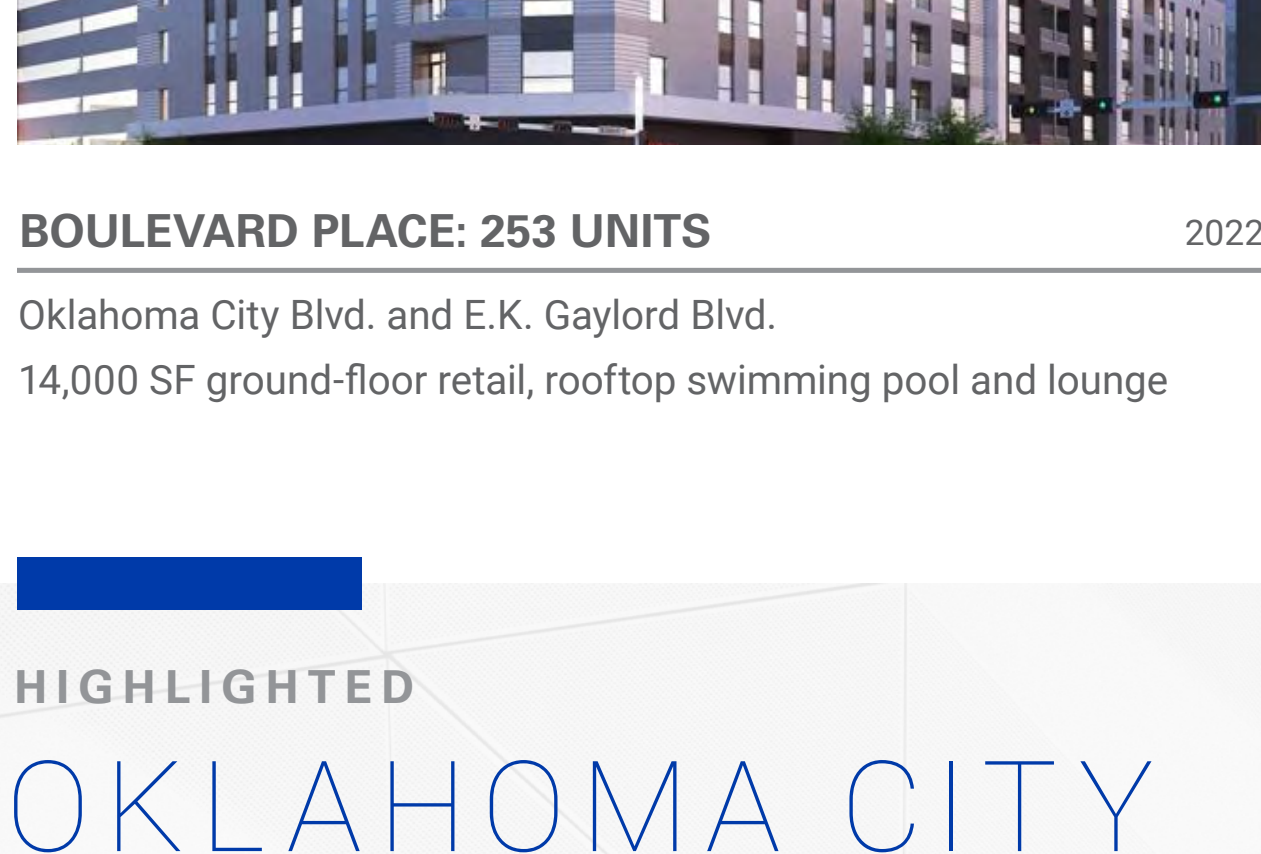 BOULEVARD PLACE: 253 UNITS 2022
Oklahoma City Blvd. and E.K. Gaylord Blvd.
14,000 SF ground-floor retail, rooftop swimming pool and lounge
HIGHLIGHTED
OKLAHOMA CITY